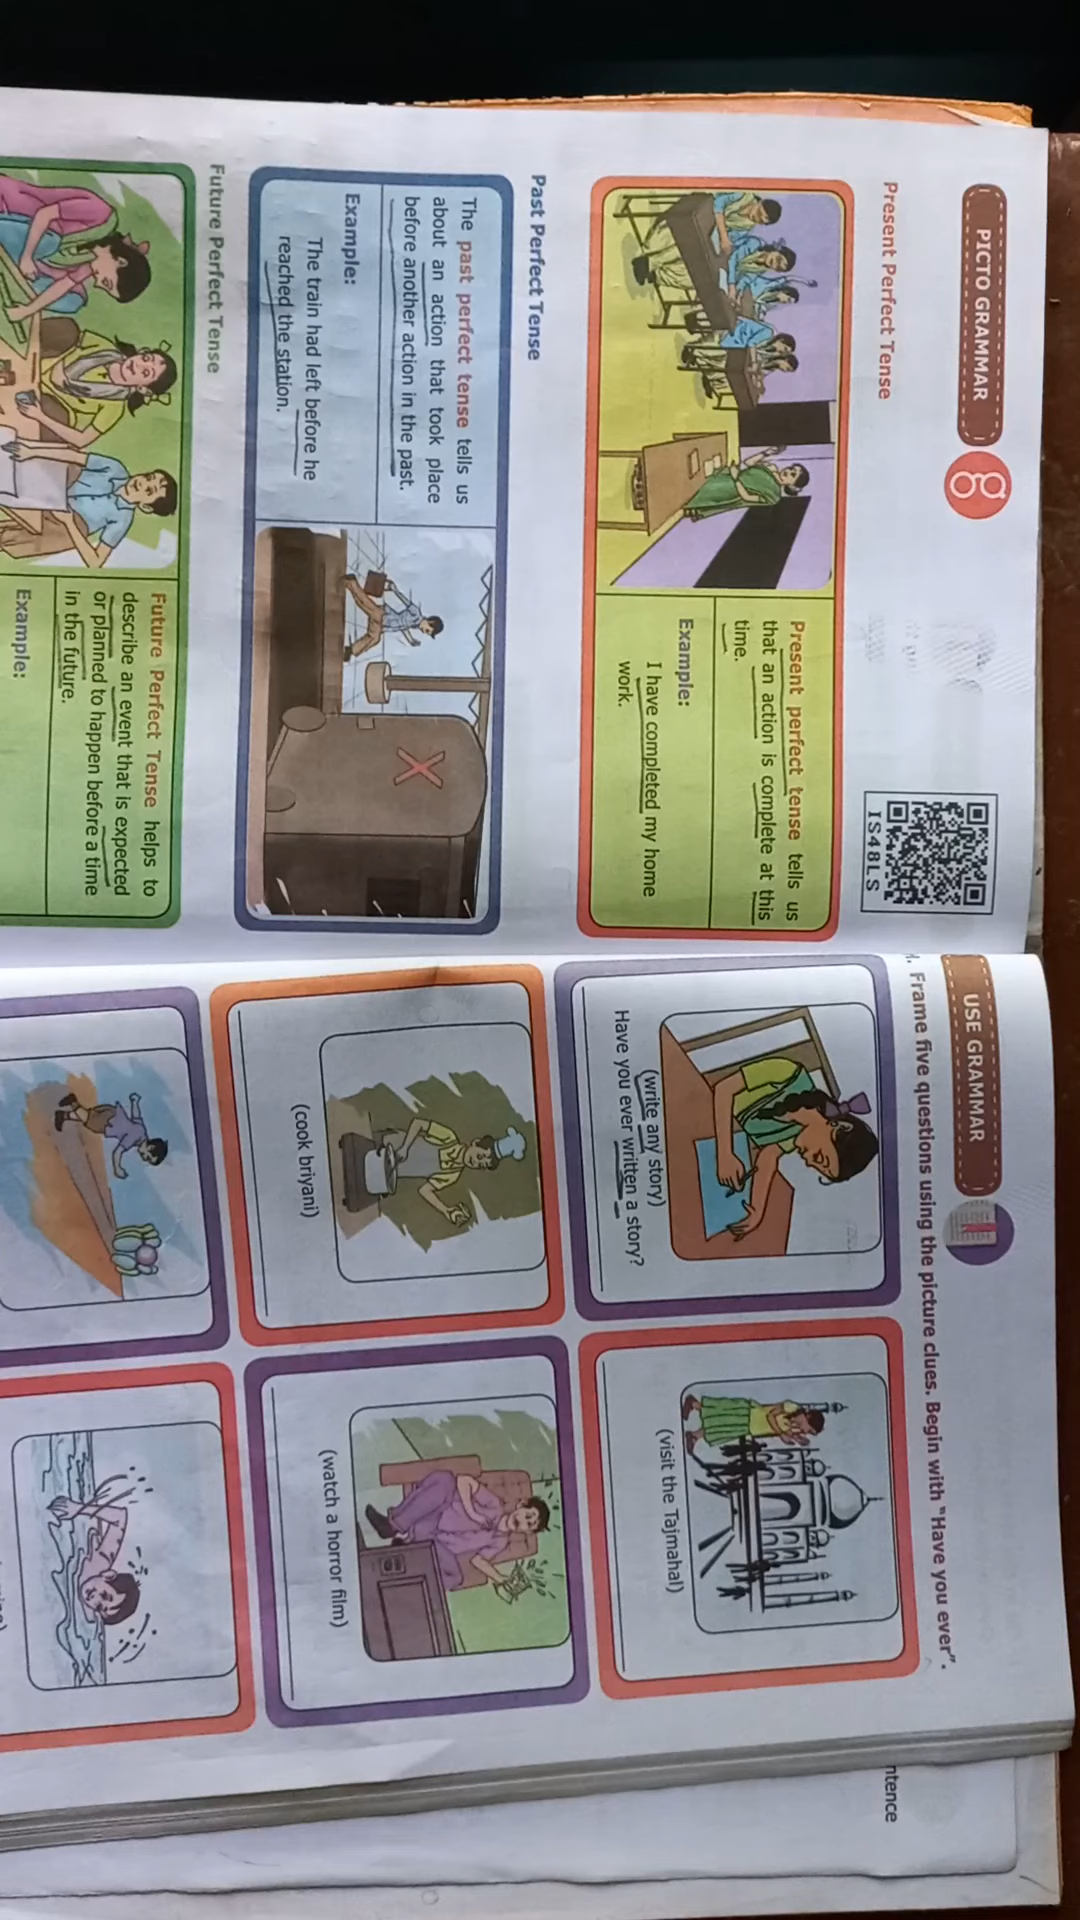 PICTO GRAMMAR
g
IS48LS
Present Perfect Tense
Present perfect tense tells us
that an action is complete at this
time.
Example:
I have completed my home
work.
Past Perfect Tense
The past perfect tense tells us
about an action that took place
before another action in the past.
Example:
The train had left before he
reached the station.
X
Future Perfect Tense
Future Perfect Tense helps to
describe an event that is expected
or planned to happen before a time
in the future.
Example:
USE GRAMMAR
Frame five questions using the picture clues. Begin with "Have you ever".
(write any story)
Have you ever written a story?
(visit the Tajmahal)
(cook briyani)
(watch a horror film)
ntence